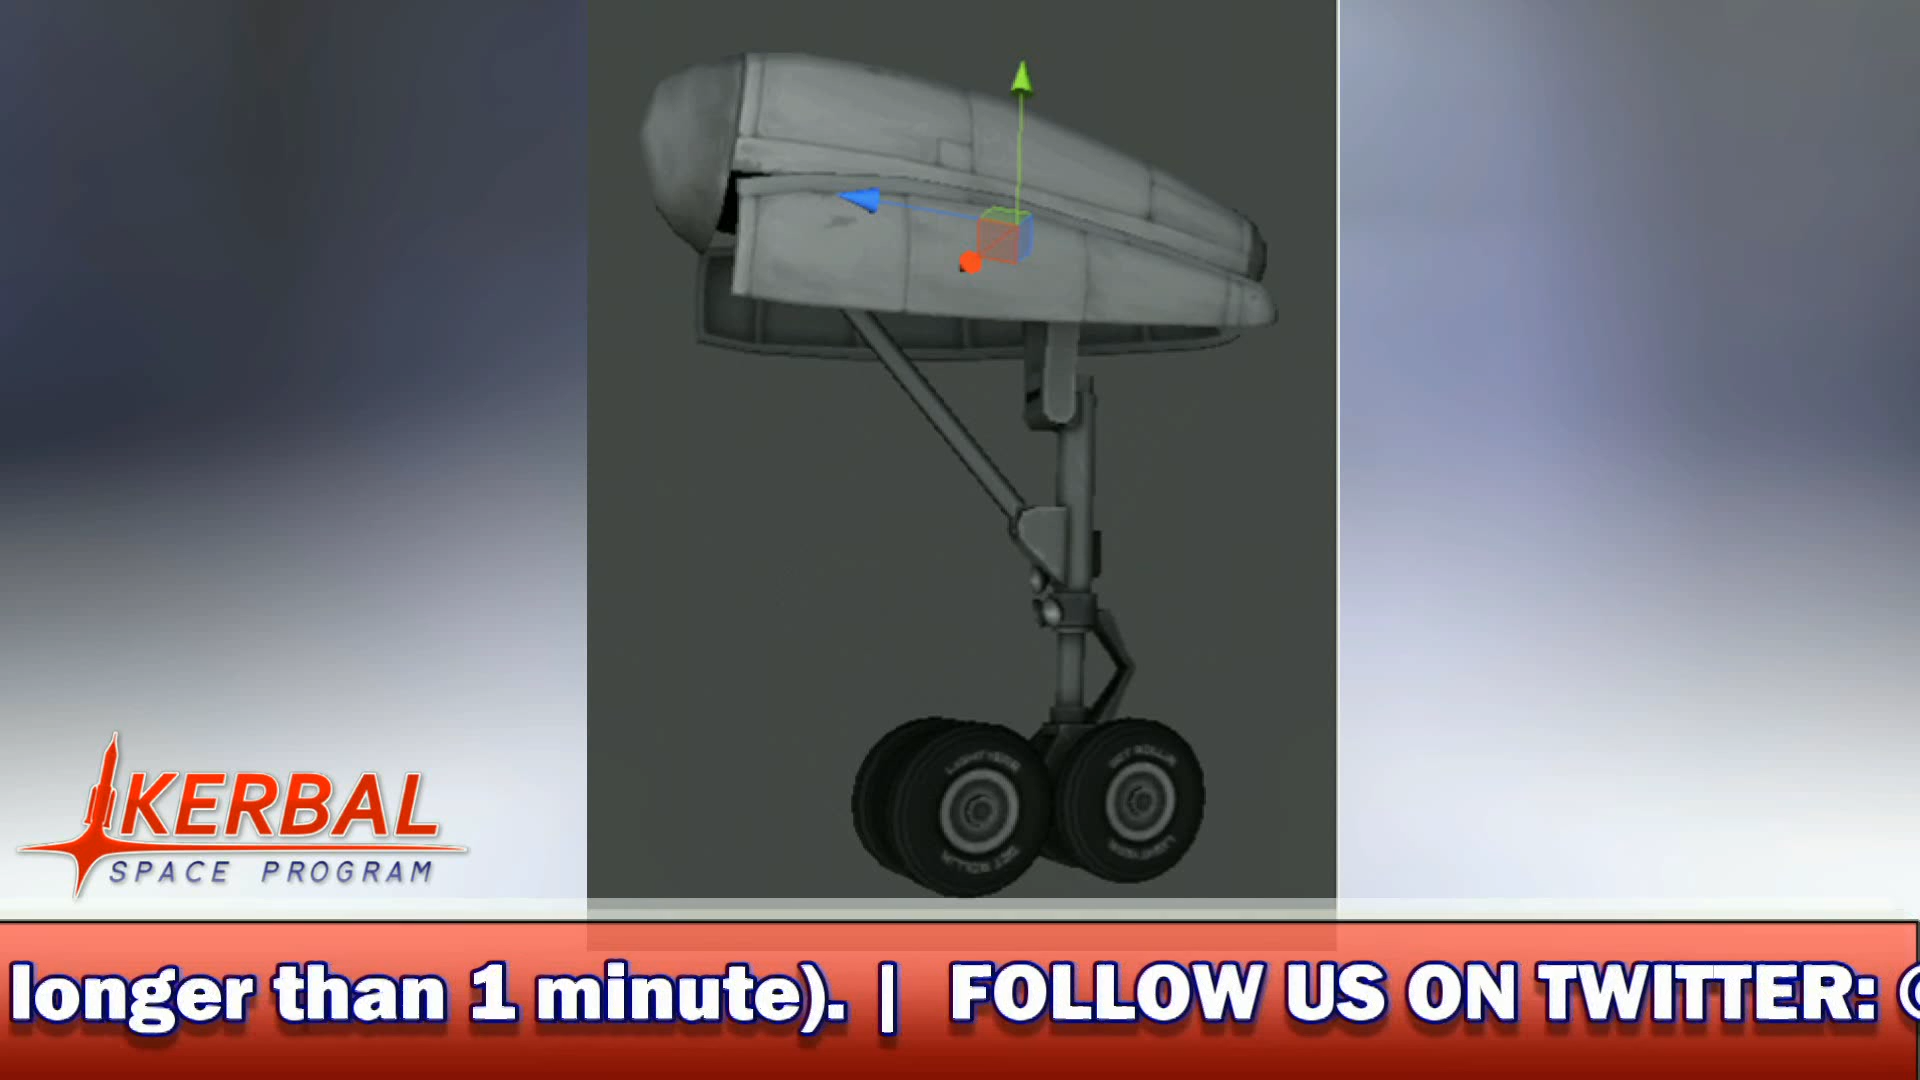 KERBAL
SPACE PROGRAM
longer than 1 minute). | FOLLOW US ON TWITTER: